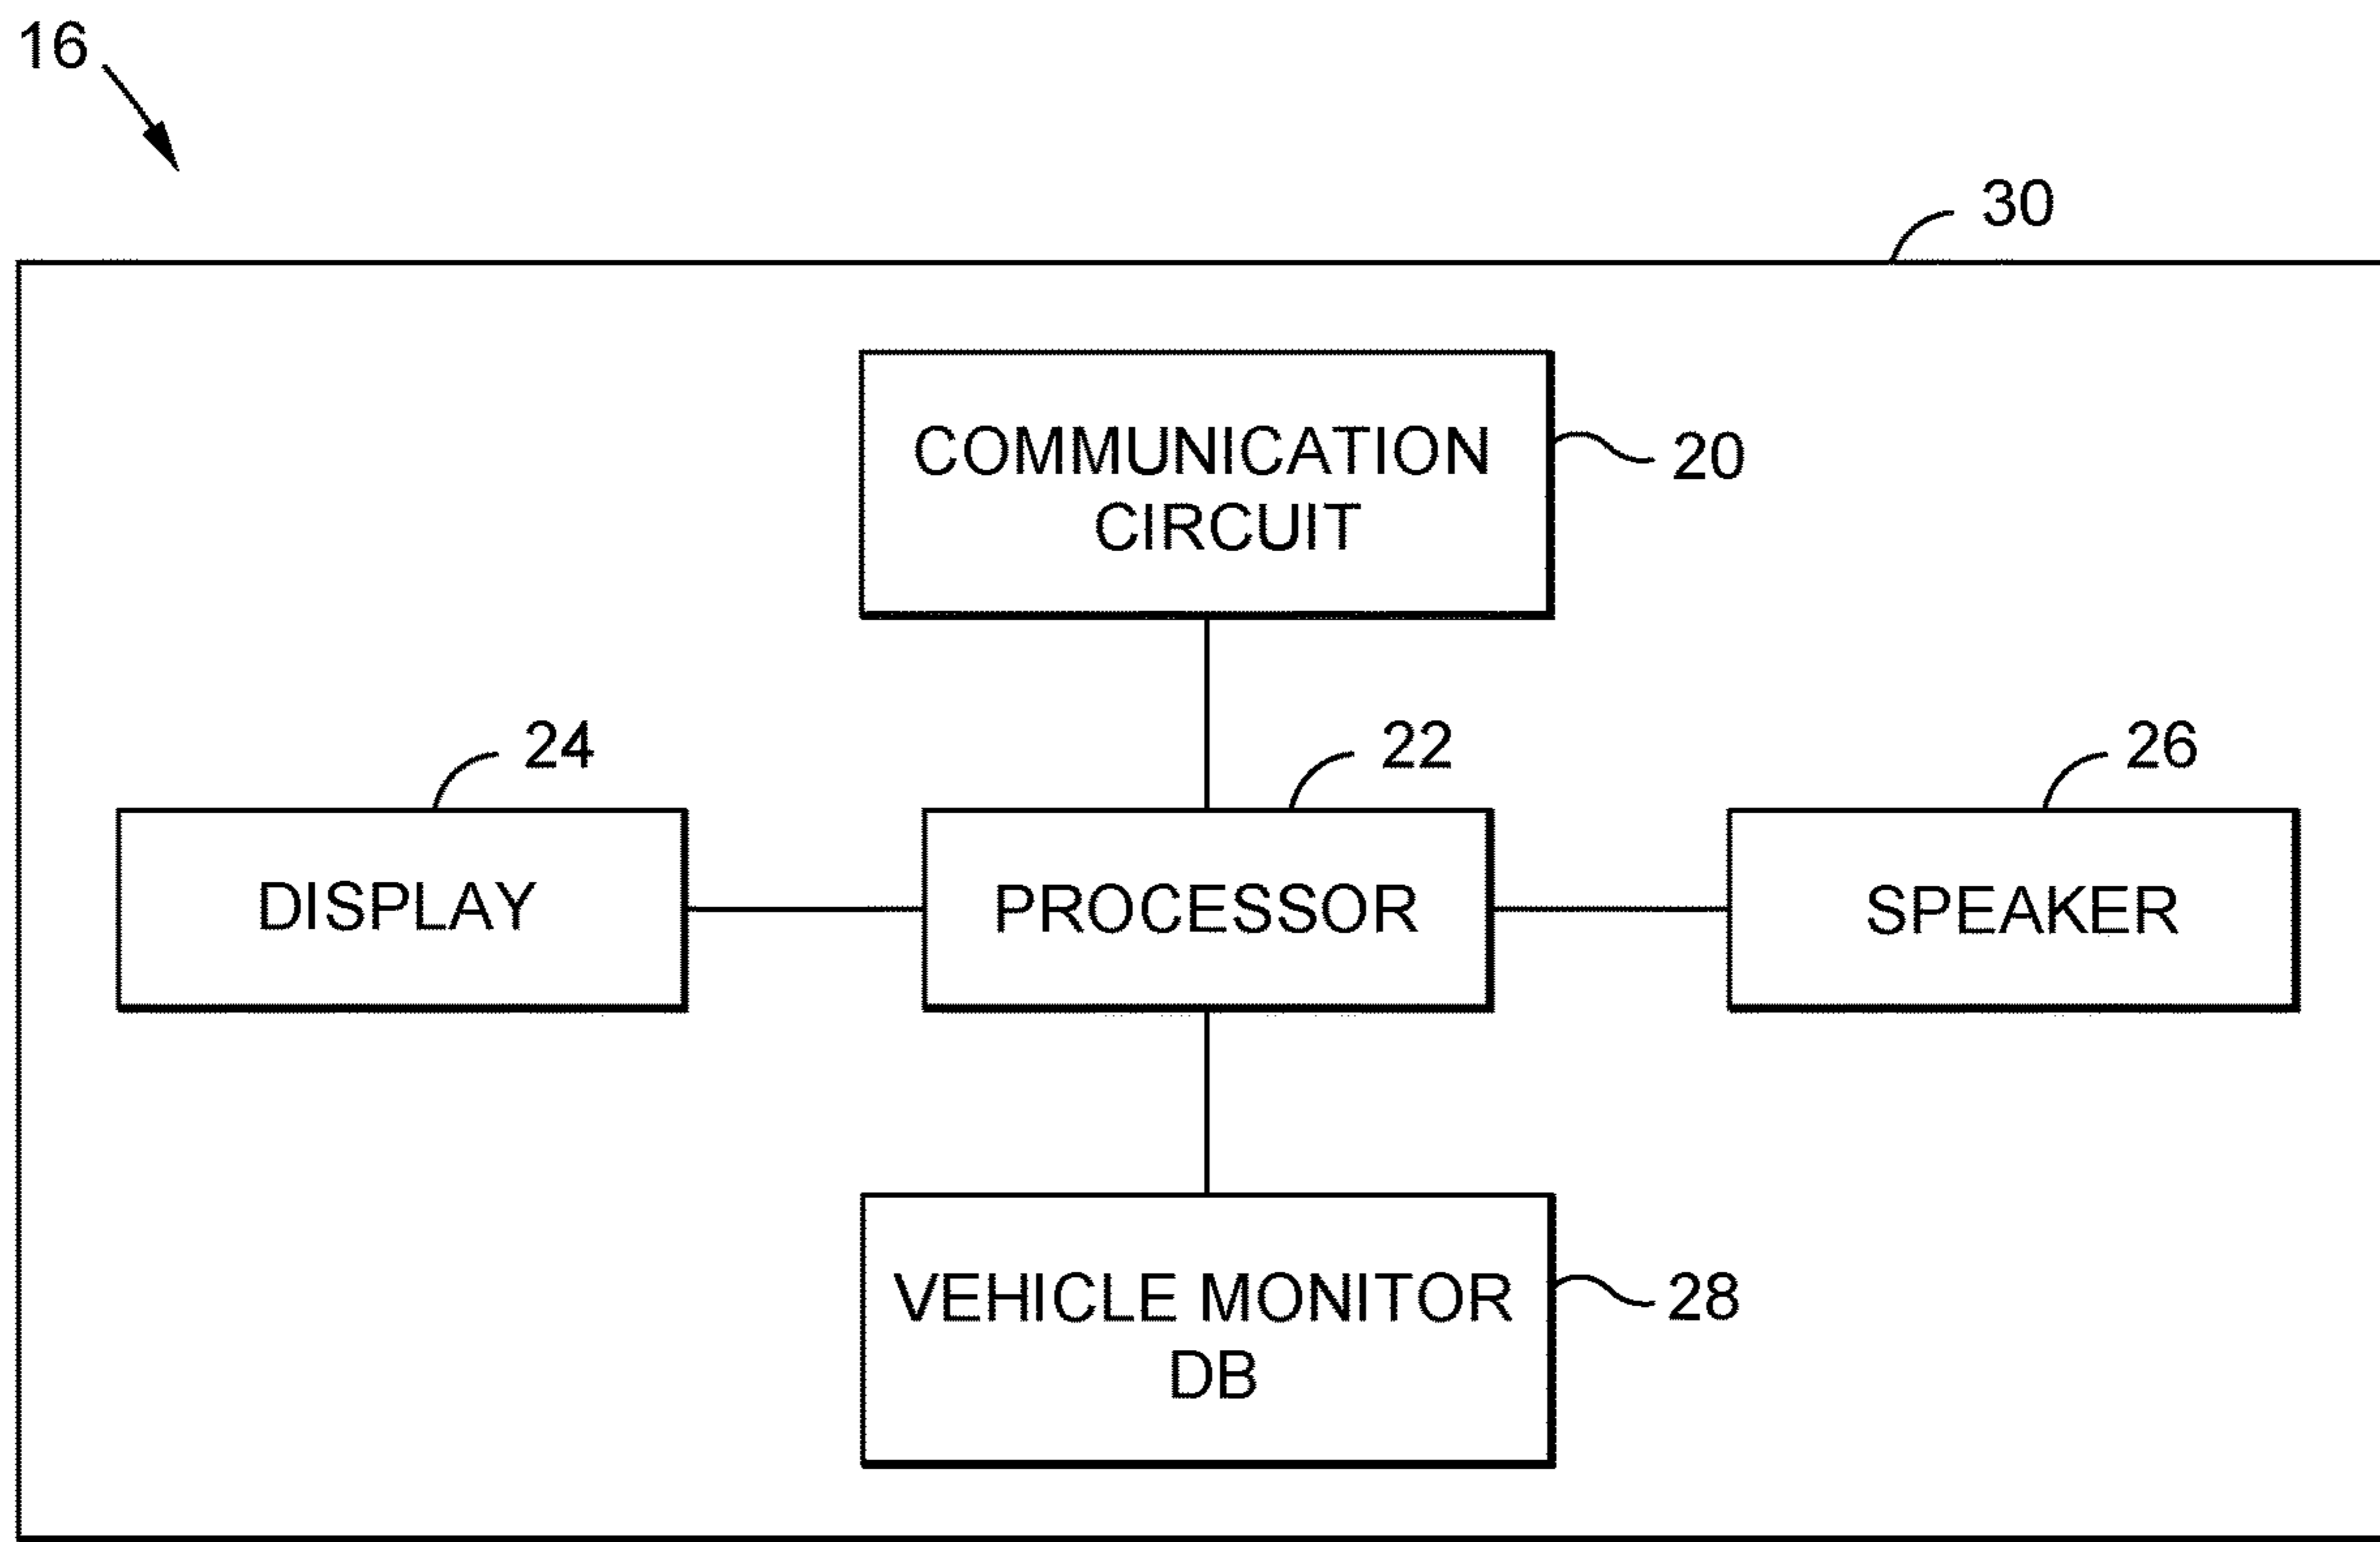 16
30
COMMUNICATION
CIRCUIT
20
24
22
26
DISPLAY
PROCESSOR
SPEAKER
VEHICLE MONITOR
DB
28